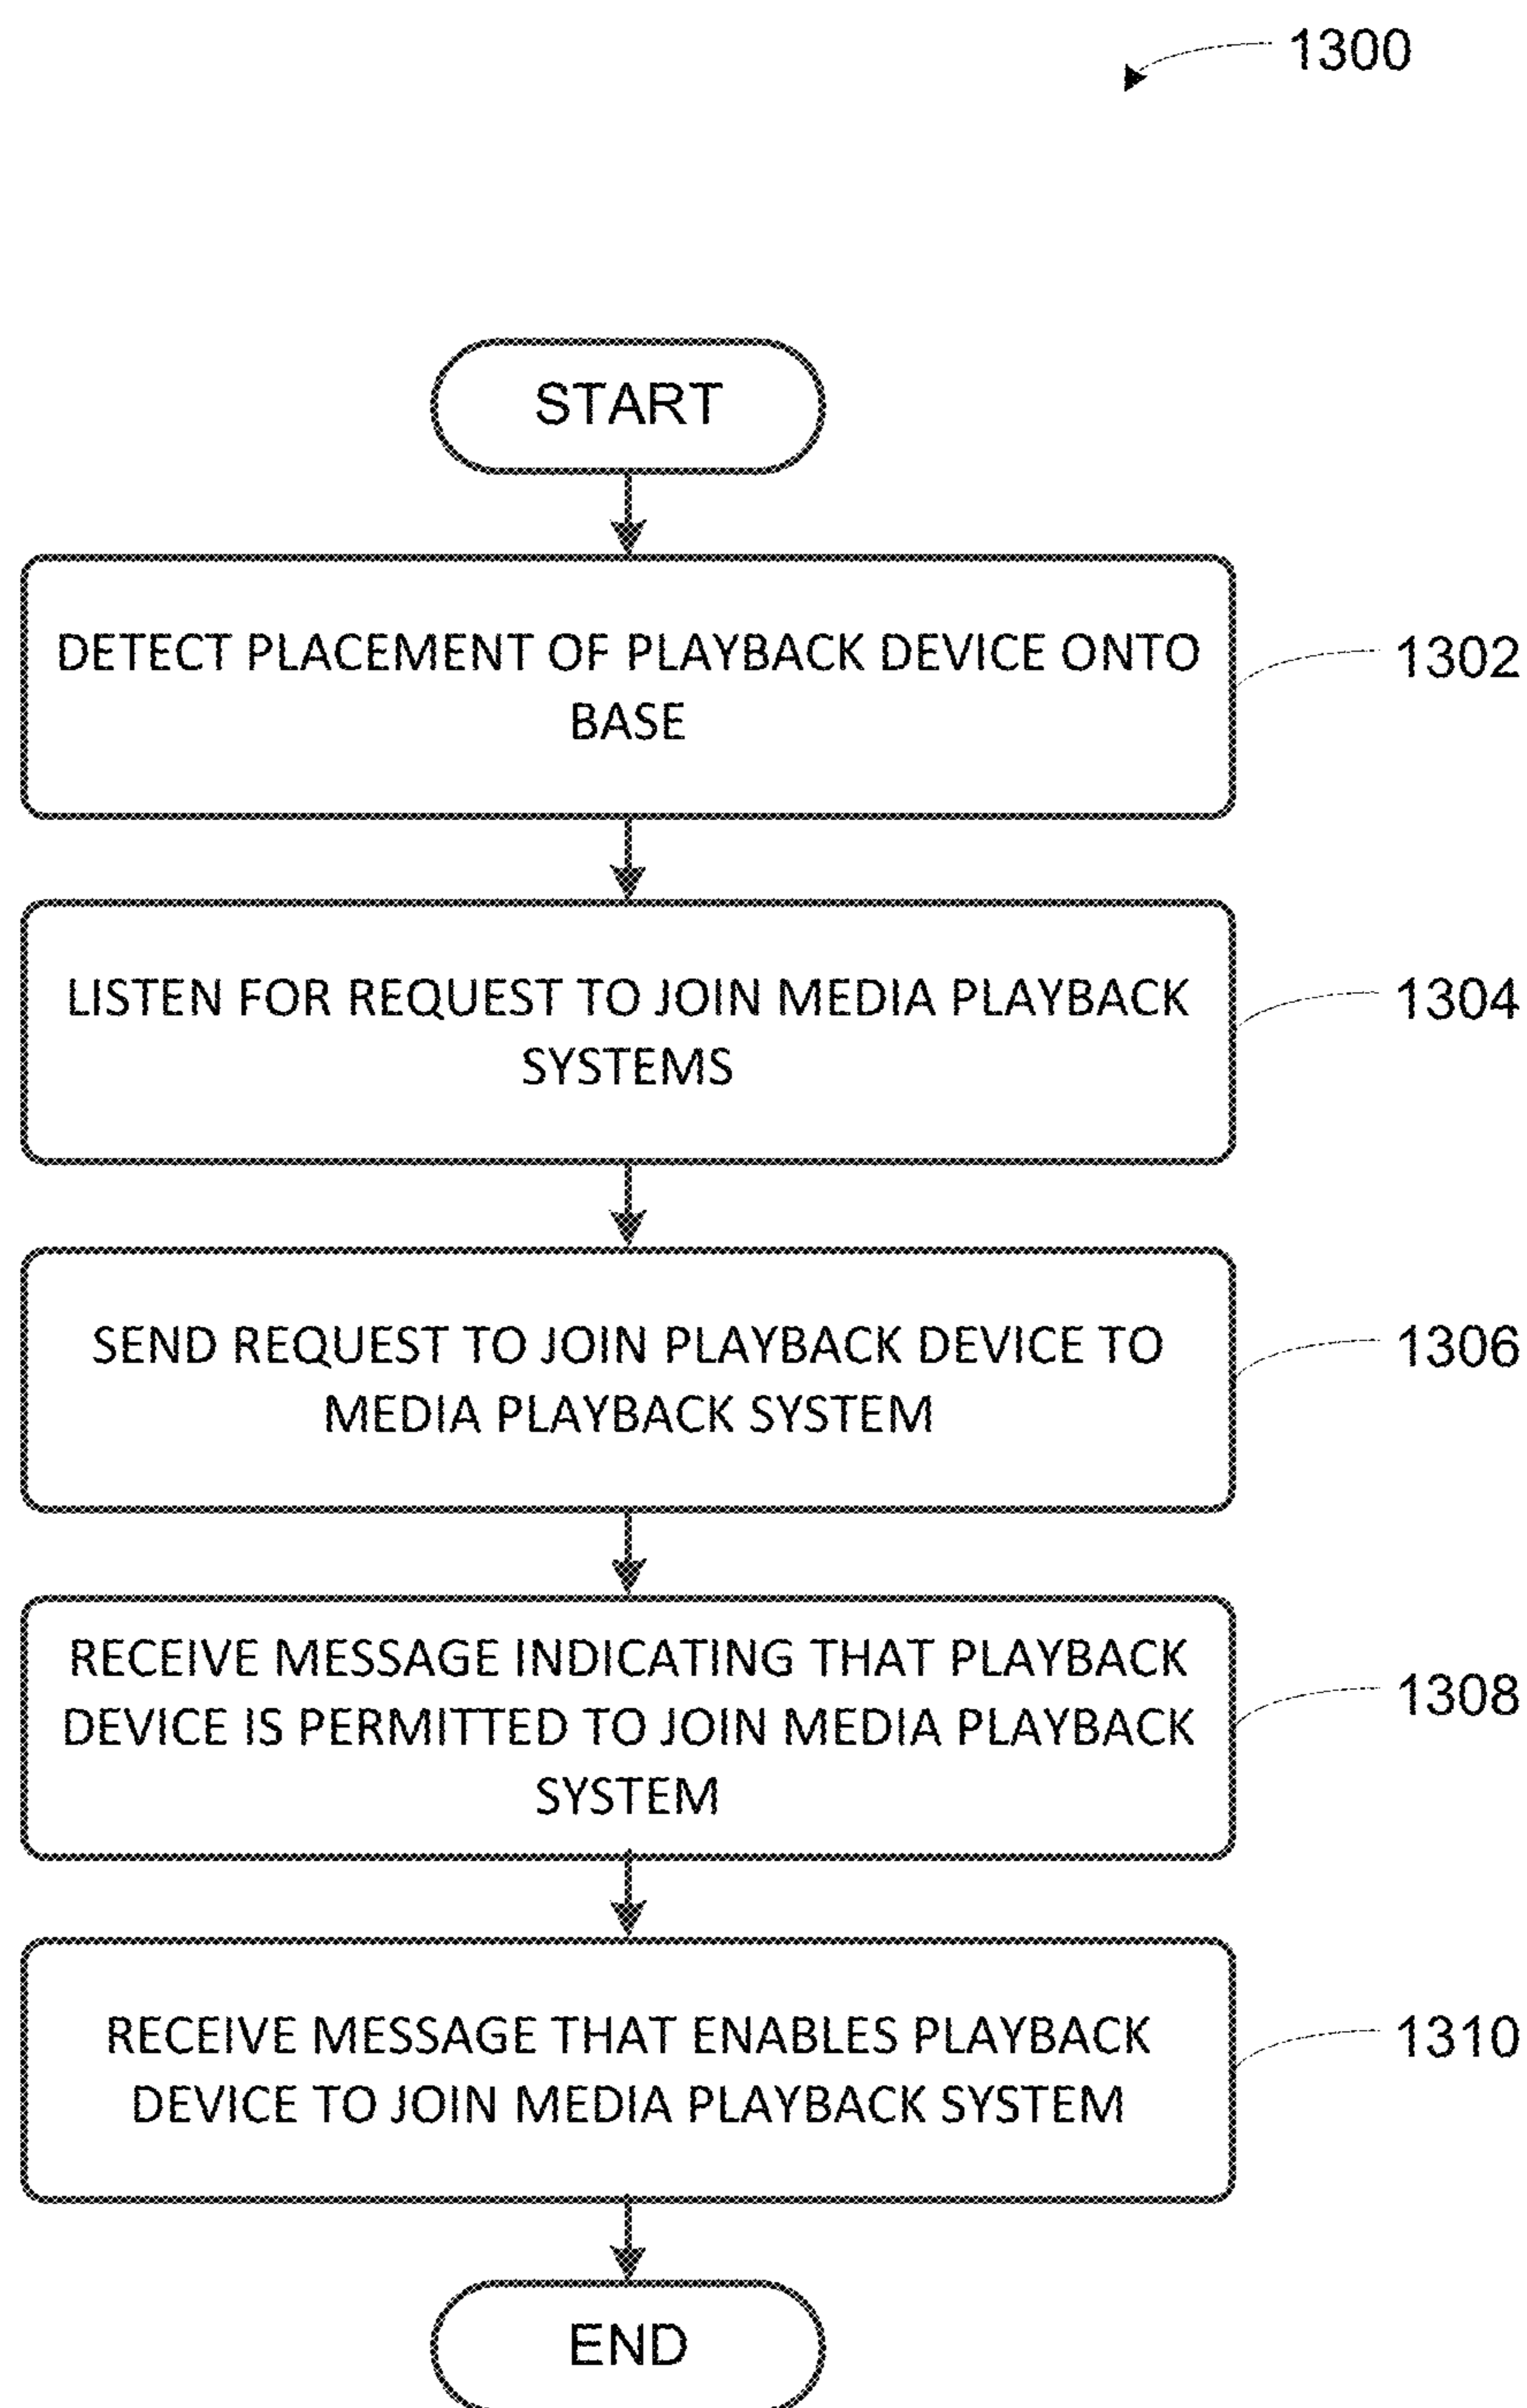 1300
START
DETECT PLACEMENT OF PLAYBACK DEVICE ONTO
BASE
1302
LISTEN FOR REQUEST TO JOIN MEDIA PLAYBACK
SYSTEMS
1304
SEND REQUEST TO JOIN PLAYBACK DEVICE TO
MEDIA PLAYBACK SYSTEM
1306
RECEIVE MESSAGE INDICATING THAT PLAYBACK
DEVICE IS PERMITTED TO JOIN MEDIA PLAYBACK
SYSTEM
1308
RECEIVE MESSAGE THAT ENABLES PLAYBACK
DEVICE TO JOIN MEDIA PLAYBACK SYSTEM
1310
END